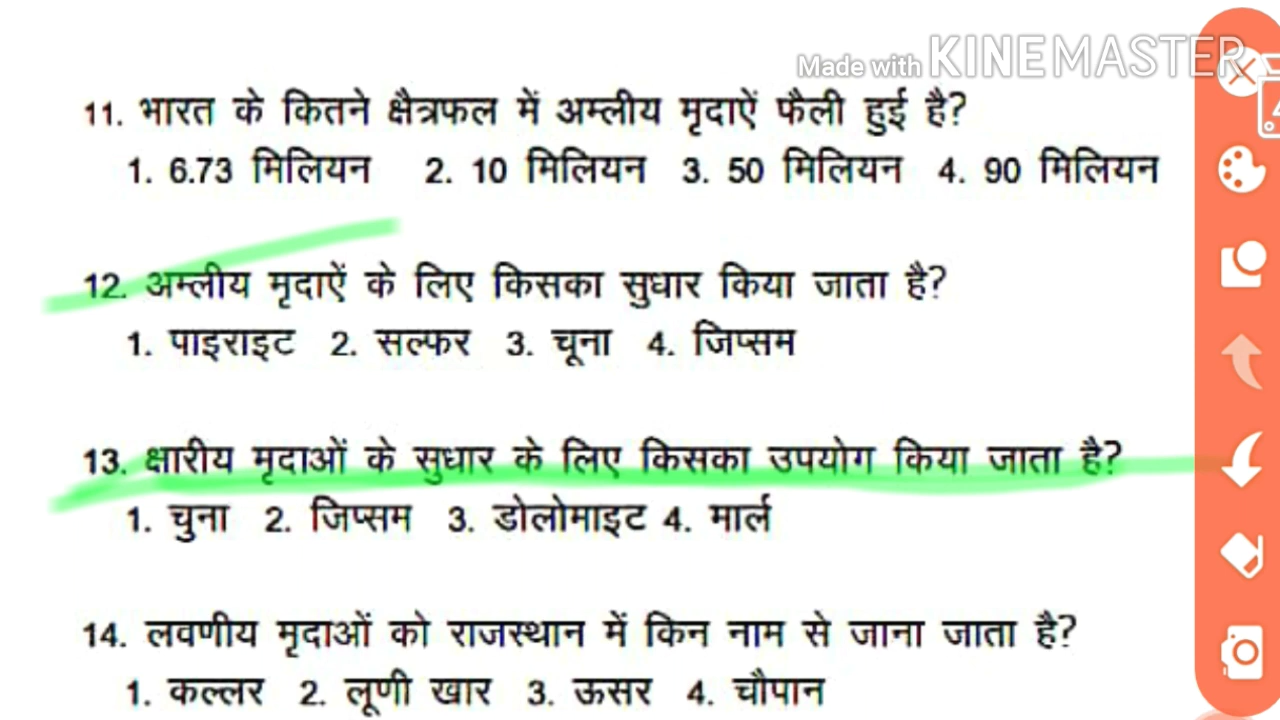 Made with KINEMASTER
11. भारत के कितने क्षैत्रफल में अम्लीय मृदाऐं फैली हुई है?
1. 6.73 मिलियन 2. 10 मिलियन 3. 50 मिलियन 4. 90 मिलियन
12. अम्लीय मृदाऐं के लिए किसका सुधार किया जाता है?
1. पाइराइट 2. सल्फर 3. चूना 4. जिप्सम
13. क्षारीय मृदाओं के सुधार के लिए किसका उपयोग किया जाता है?
1. चुना 2. जिप्सम 3. डोलोमाइट 4. मार्ल
14. लवणीय मृदाओं को राजस्थान में किन नाम से जाना जाता है?
1. कल्लर 2. लूणी खार 3. ऊसर 4. चौपान